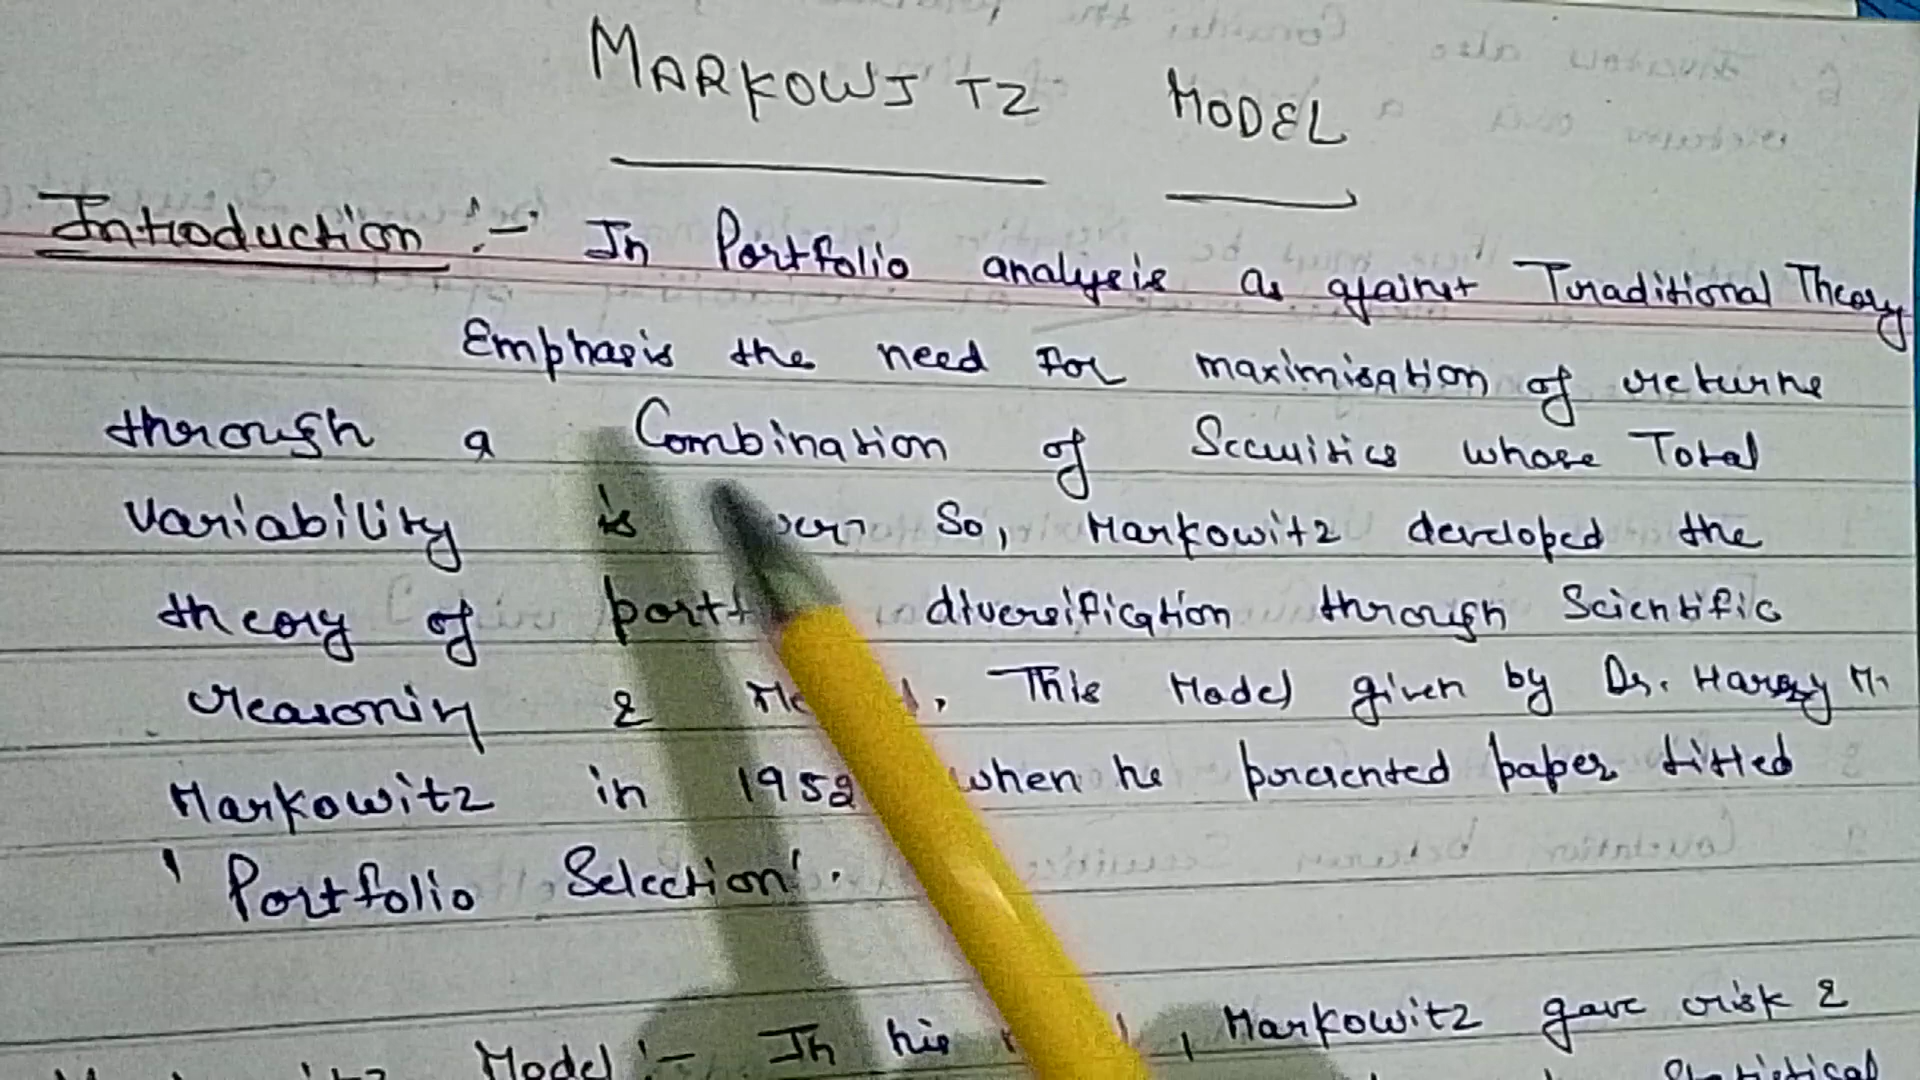 MARKOWITZ MODEL
Introduction :- In Portfolio analysis as against Traditional Theory
Emphasis the need for maximisation of returns
through a Combination of Securities whose Total
variability is So, Markowitz developed the
theory of diversification through Scientific
reasoning & This Model given by Dr. Harry M.
Markowitz in 1952 when he presented paper titled
'Portfolio Selection'.
Model :- In his , Markowitz gave risk &
Statistical